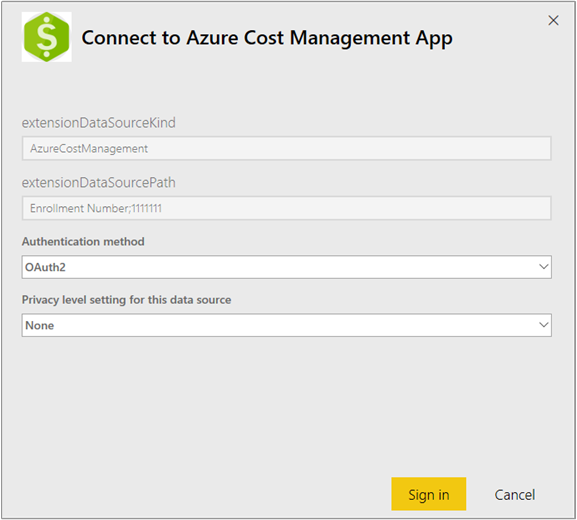 Connect to Azure Cost Management App
extensionDataSourceKind
AzureCostManagement
extensionDataSourcePath
Enrollment Number;1111111
Authentication method
OAuth2
Privacy level setting for this data source
None
Sign in
Cancel